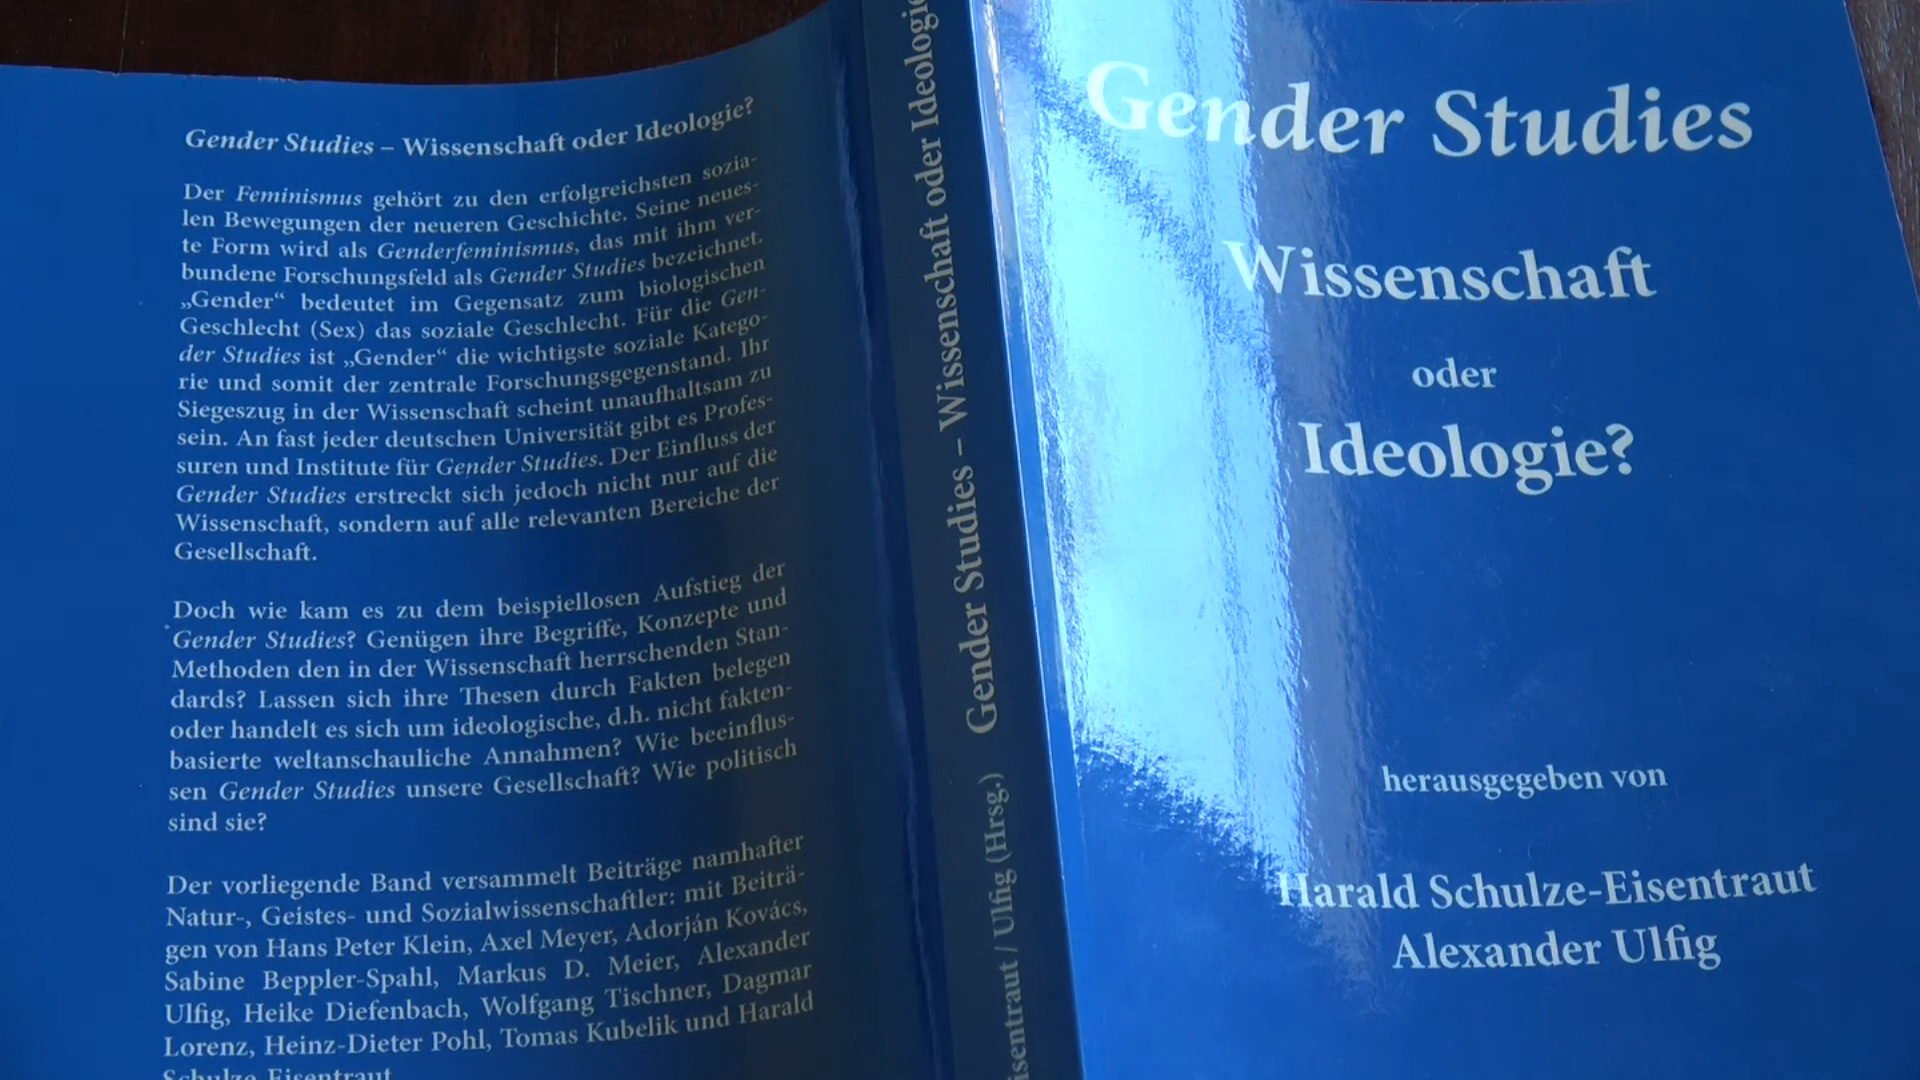 Gender Studies – Wissenschaft oder Ideologie?
Der Feminismus gehört zu den erfolgreichsten sozia-
len Bewegungen der neueren Geschichte. Seine neues-
te Form wird als Genderfeminismus, das mit ihm ver-
bundene Forschungsfeld als Gender Studies bezeichnet.
„Gender“ bedeutet im Gegensatz zum biologischen
Geschlecht (Sex) das soziale Geschlecht. Für die Gen-
der Studies ist „Gender“ die wichtigste soziale Katego-
rie und somit der zentrale Forschungsgegenstand. Ihr
Siegeszug in der Wissenschaft scheint unaufhaltsam zu
sein. An fast jeder deutschen Universität gibt es Profes-
suren und Institute für Gender Studies. Der Einfluss der
Gender Studies erstreckt sich jedoch nicht nur auf die
Wissenschaft, sondern auf alle relevanten Bereiche der
Gesellschaft.
Doch wie kam es zu dem beispiellosen Aufstieg der
Gender Studies? Genügen ihre Begriffe, Konzepte und
Methoden den in der Wissenschaft herrschenden Stan-
dards? Lassen sich ihre Thesen durch Fakten belegen
oder handelt es sich um ideologische, d.h. nicht fakten-
basierte weltanschauliche Annahmen? Wie beeinflus-
sen Gender Studies unsere Gesellschaft? Wie politisch
sind sie?
Der vorliegende Band versammelt Beiträge namhafter
Natur-, Geistes- und Sozialwissenschaftler: mit Beiträ-
gen von Hans Peter Klein, Axel Meyer, Adorján Kovács,
Sabine Beppler-Spahl, Markus D. Meier, Alexander
Ulfig, Heike Diefenbach, Wolfgang Tischner, Dagmar
Lorenz, Heinz-Dieter Pohl, Tomas Kubelik und Harald
Schulze-Eisentraut
isentraut / Ulfig (Hrsg.) Gender Studies – Wissenschaft oder Ideologie
Gender Studies
Wissenschaft
oder
Ideologie?
herausgegeben von
Harald Schulze-Eisentraut
Alexander Ulfig